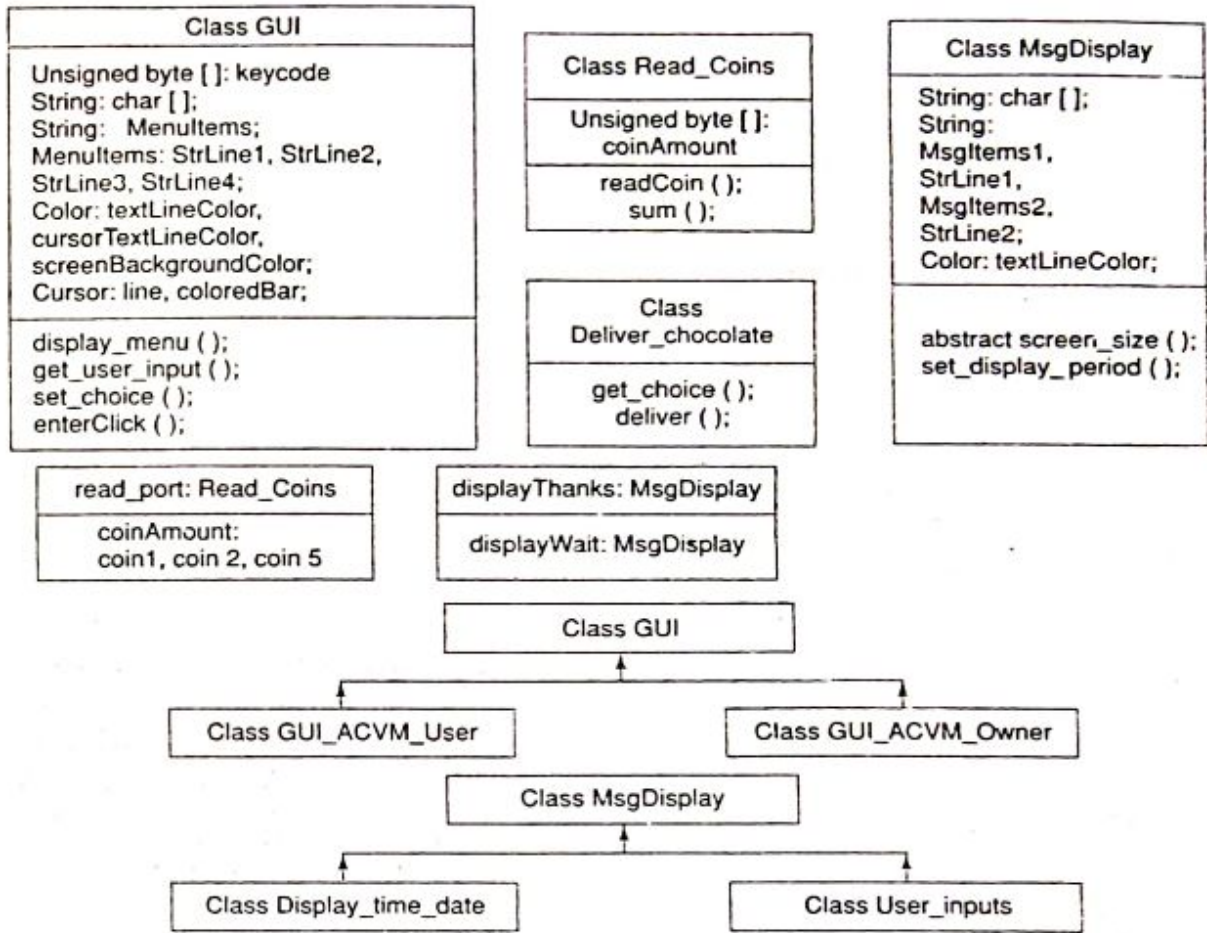 Class GUI
Unsigned byte [ ]: keycode
String: char [ ];
String: MenuItems;
MenuItems: StrLine1, StrLine2,
StrLine3, StrLine4;
Color: textLineColor,
cursorTextLineColor,
screenBackgroundColor;
Cursor: line, coloredBar;
display_menu ( );
get_user_input ( );
set_choice ( );
enterClick ( );
Class Read_Coins
Unsigned byte [ ]:
coinAmount
readCoin ( );
sum ( );
Class
Deliver_chocolate
get_choice ( );
deliver ( );
Class MsgDisplay
String: char [ ];
String:
MsgItems1,
StrLine1,
MsgItems2,
StrLine2;
Color: textLineColor;
abstract screen_size ( );
set_display_period ( );
read_port: Read_Coins
coinAmount:
coin1, coin 2, coin 5
displayThanks: MsgDisplay
displayWait: MsgDisplay
Class GUI
Class GUI_ACVM_User
Class GUI_ACVM_Owner
Class MsgDisplay
Class Display_time_date
Class User_inputs